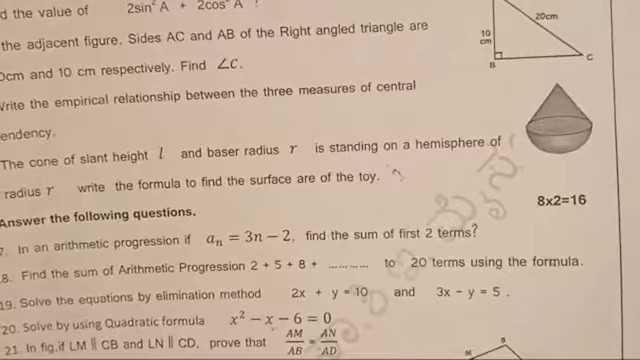 d the value of 2sin² A + 2cos² A ?
the adjacent figure, Sides AC and AB of the Right angled triangle are
0cm and 10 cm respectively. Find ∠C.
20cm
10
cm
B
C
Write the empirical relationship between the three measures of central
endency.
The cone of slant height l and baser radius r is standing on a hemisphere of
radius r write the formula to find the surface are of the toy.
Answer the following questions.
8x2=16
7. In an arithmetic progression if aₙ = 3n − 2, find the sum of first 2 terms?
8. Find the sum of Arithmetic Progression 2 + 5 + 8 + ............ to 20 terms using the formula.
19. Solve the equations by elimination method 2x + y = 10 and 3x – y = 5 .
20. Solve by using Quadratic formula x² − x − 6 = 0
21. In fig,if LM ∥ CB and LN ∥ CD, prove that AM/AB = AN/AD
M
B